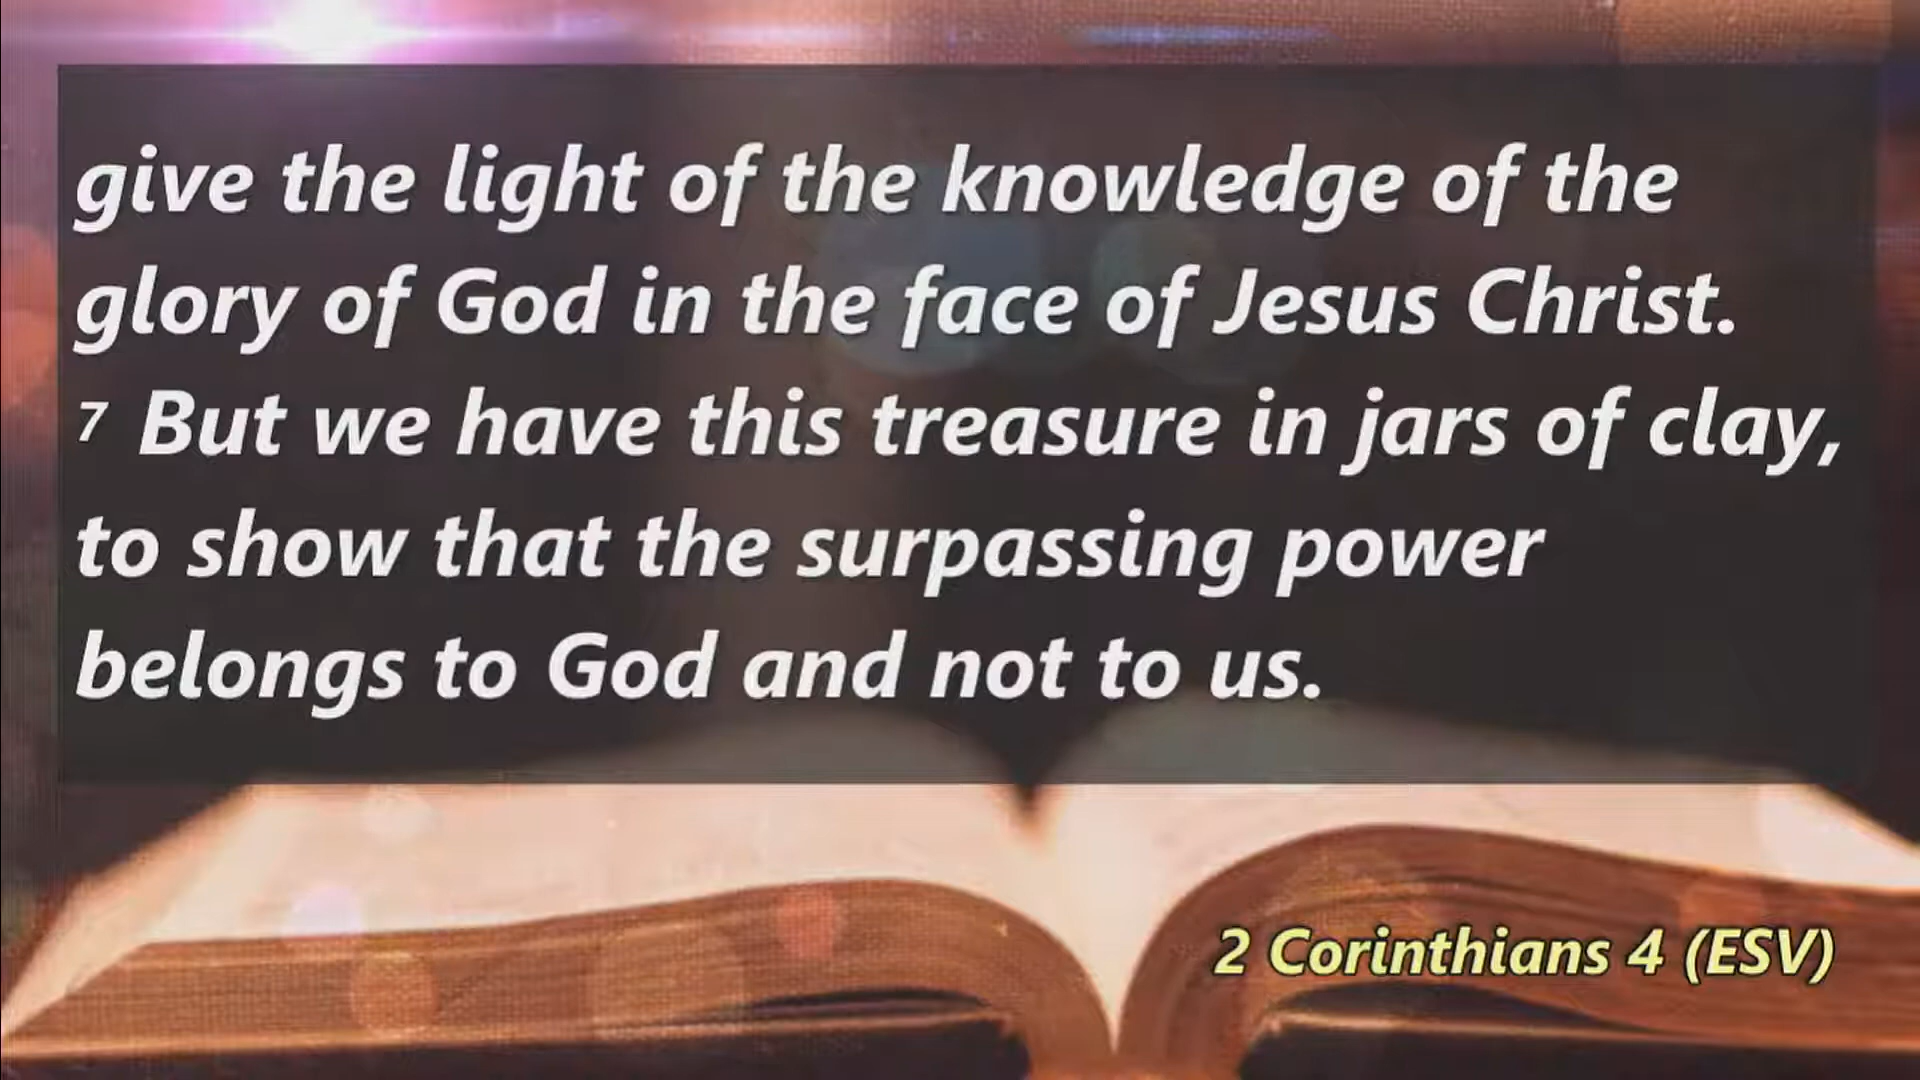 give the light of the knowledge of the
glory of God in the face of Jesus Christ.
7 But we have this treasure in jars of clay,
to show that the surpassing power
belongs to God and not to us.
2 Corinthians 4 (ESV)